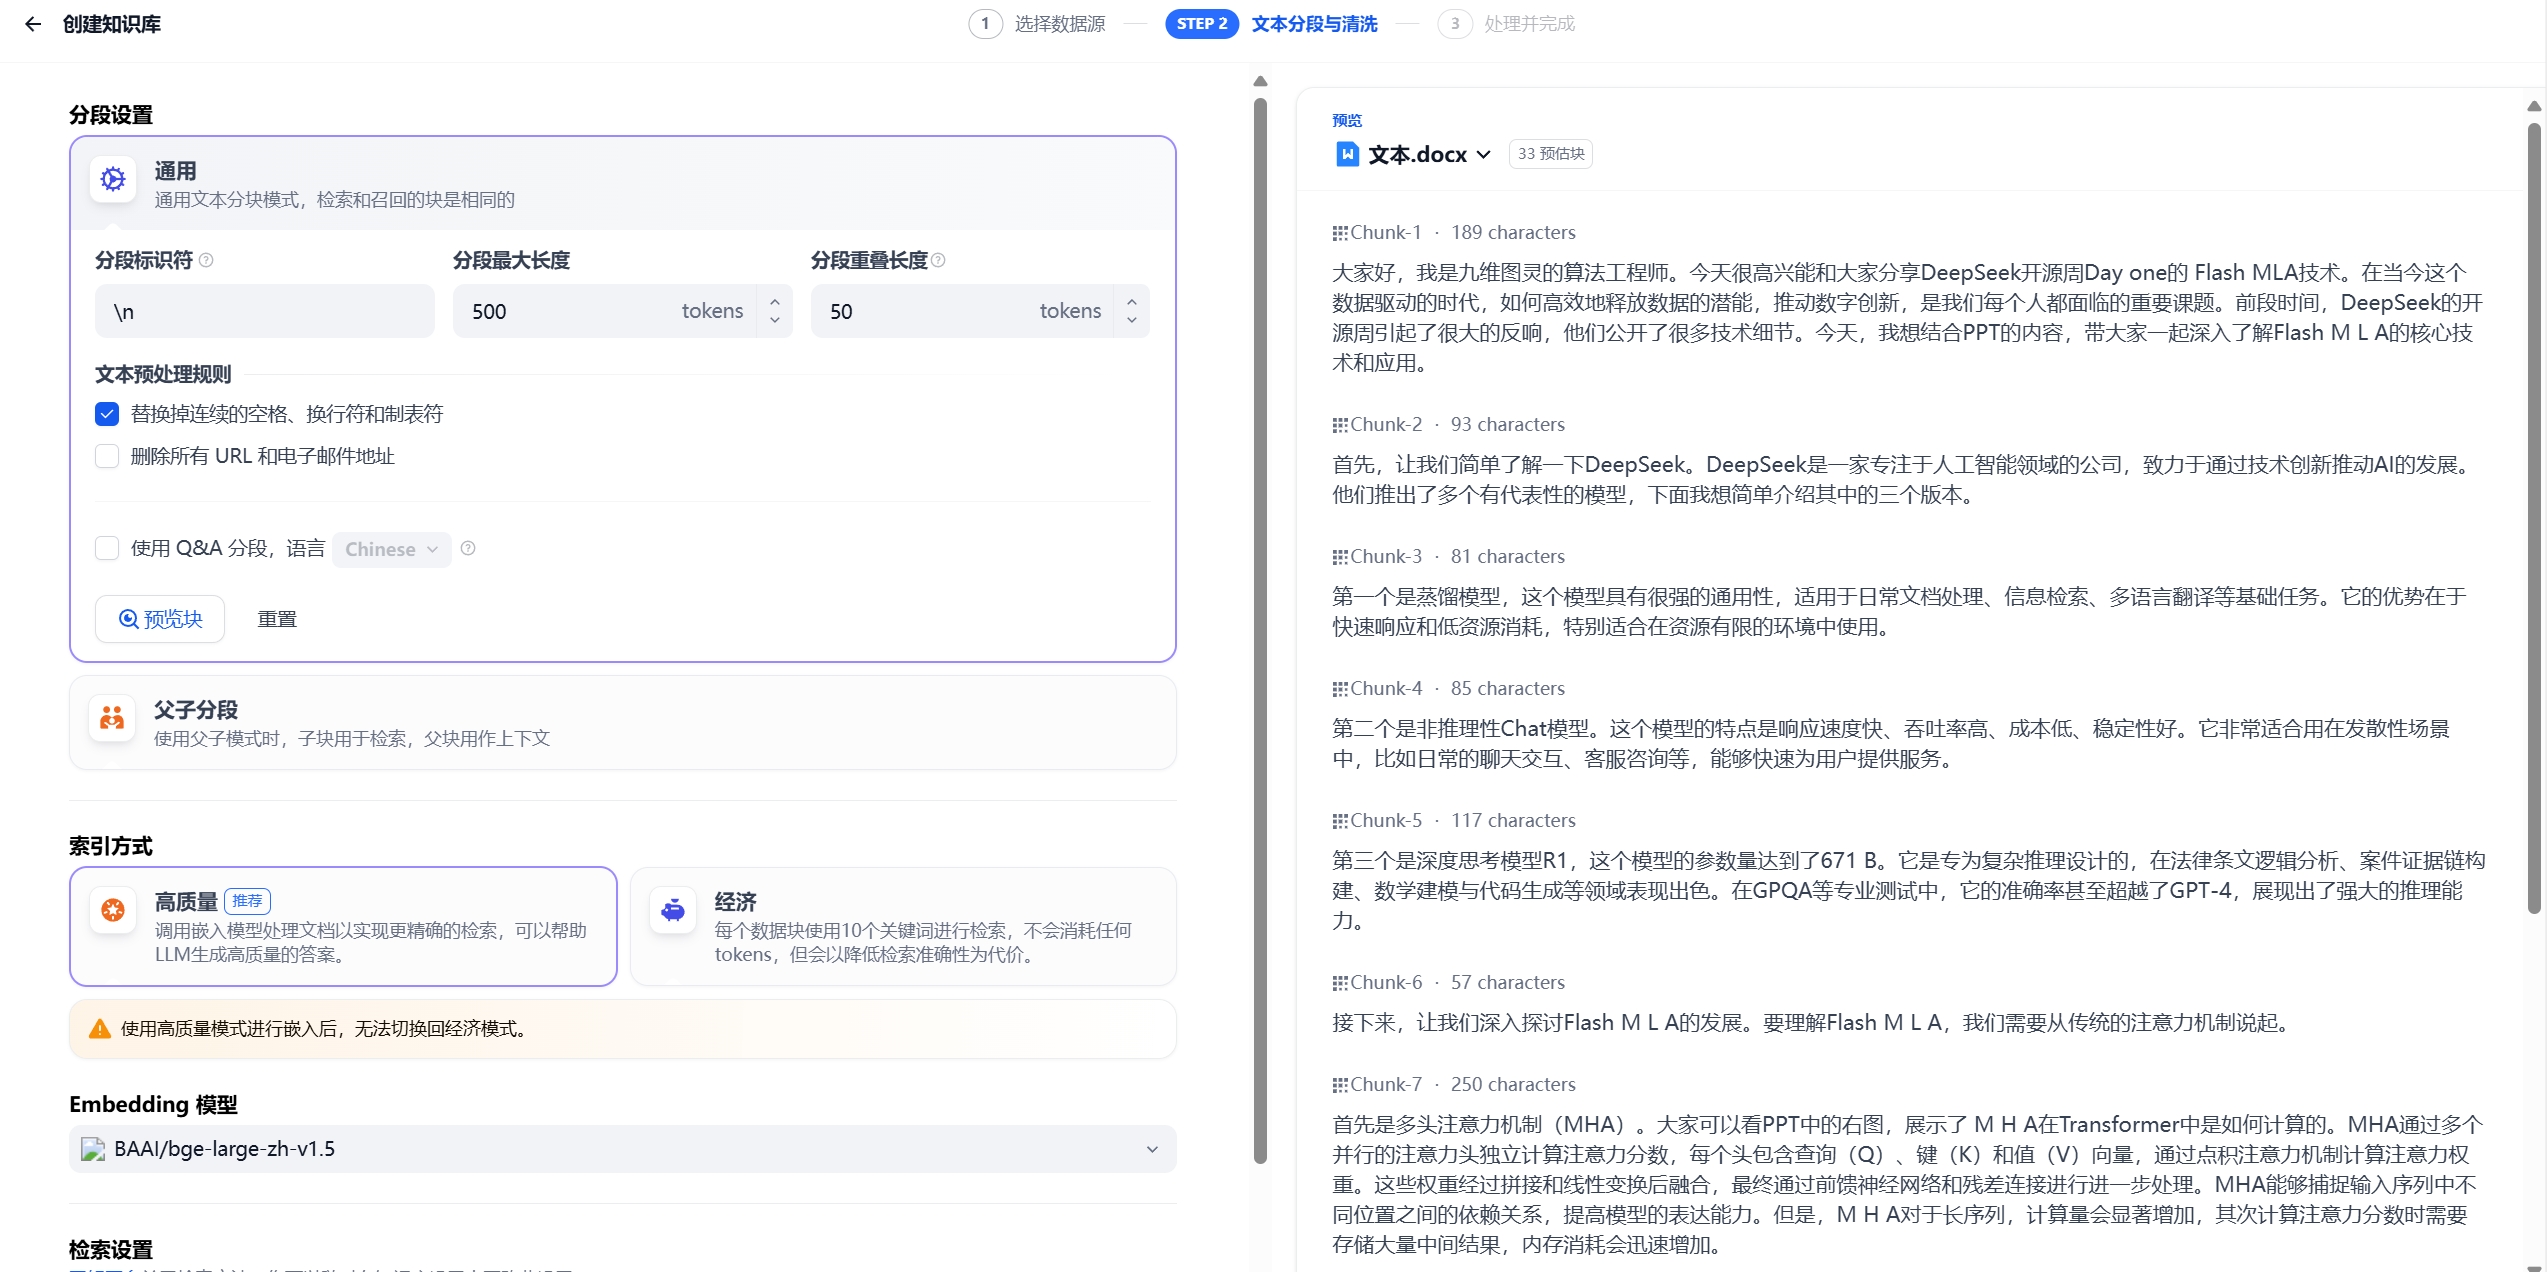 创建知识库
1 选择数据源
STEP 2 文本分段与清洗
3 处理并完成
分段设置
通用
通用文本分块模式，检索和召回的块是相同的
分段标识符
分段最大长度
分段重叠长度
\n
500 tokens
50 tokens
文本预处理规则
替换掉连续的空格、换行符和制表符
删除所有 URL 和电子邮件地址
使用 Q&A 分段，语言 Chinese
预览块
重置
父子分段
使用父子模式时，子块用于检索，父块用作上下文
索引方式
高质量 推荐
调用嵌入模型处理文档以实现更精确的检索，可以帮助
LLM生成高质量的答案。
经济
每个数据块使用10个关键词进行检索，不会消耗任何
tokens，但会以降低检索准确性为代价。
使用高质量模式进行嵌入后，无法切换回经济模式。
Embedding 模型
BAAI/bge-large-zh-v1.5
检索设置
预览
文本.docx 33 预估块
Chunk-1 · 189 characters
大家好，我是九维图灵的算法工程师。今天很高兴能和大家分享DeepSeek开源周Day one的 Flash MLA技术。在当今这个
数据驱动的时代，如何高效地释放数据的潜能，推动数字创新，是我们每个人都面临的重要课题。前段时间，DeepSeek的开
源周引起了很大的反响，他们公开了很多技术细节。今天，我想结合PPT的内容，带大家一起深入了解Flash M L A的核心技
术和应用。
Chunk-2 · 93 characters
首先，让我们简单了解一下DeepSeek。DeepSeek是一家专注于人工智能领域的公司，致力于通过技术创新推动AI的发展。
他们推出了多个有代表性的模型，下面我想简单介绍其中的三个版本。
Chunk-3 · 81 characters
第一个是蒸馏模型，这个模型具有很强的通用性，适用于日常文档处理、信息检索、多语言翻译等基础任务。它的优势在于
快速响应和低资源消耗，特别适合在资源有限的环境中使用。
Chunk-4 · 85 characters
第二个是非推理性Chat模型。这个模型的特点是响应速度快、吞吐率高、成本低、稳定性好。它非常适合用在发散性场景
中，比如日常的聊天交互、客服咨询等，能够快速为用户提供服务。
Chunk-5 · 117 characters
第三个是深度思考模型R1，这个模型的参数量达到了671 B。它是专为复杂推理设计的，在法律条文逻辑分析、案件证据链构
建、数学建模与代码生成等领域表现出色。在GPQA等专业测试中，它的准确率甚至超越了GPT-4，展现出了强大的推理能
力。
Chunk-6 · 57 characters
接下来，让我们深入探讨Flash M L A的发展。要理解Flash M L A，我们需要从传统的注意力机制说起。
Chunk-7 · 250 characters
首先是多头注意力机制（MHA）。大家可以看PPT中的右图，展示了 M H A在Transformer中是如何计算的。MHA通过多个
并行的注意力头独立计算注意力分数，每个头包含查询（Q）、键（K）和值（V）向量，通过点积注意力机制计算注意力权
重。这些权重经过拼接和线性变换后融合，最终通过前馈神经网络和残差连接进行进一步处理。MHA能够捕捉输入序列中不
同位置之间的依赖关系，提高模型的表达能力。但是，M H A对于长序列，计算量会显著增加，其次计算注意力分数时需要
存储大量中间结果，内存消耗会迅速增加。